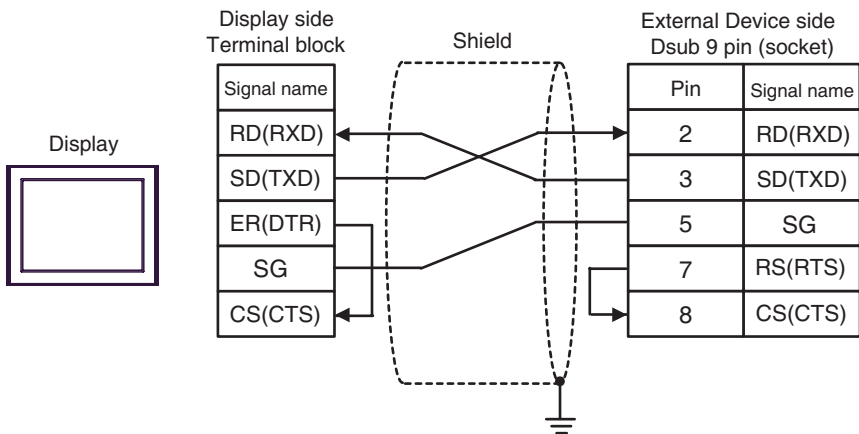 Display side
Terminal block
Shield
External Device side
Dsub 9 pin (socket)
Display
Signal name
RD(RXD)
SD(TXD)
ER(DTR)
SG
CS(CTS)
Pin Signal name
2 RD(RXD)
3 SD(TXD)
5 SG
7 RS(RTS)
8 CS(CTS)